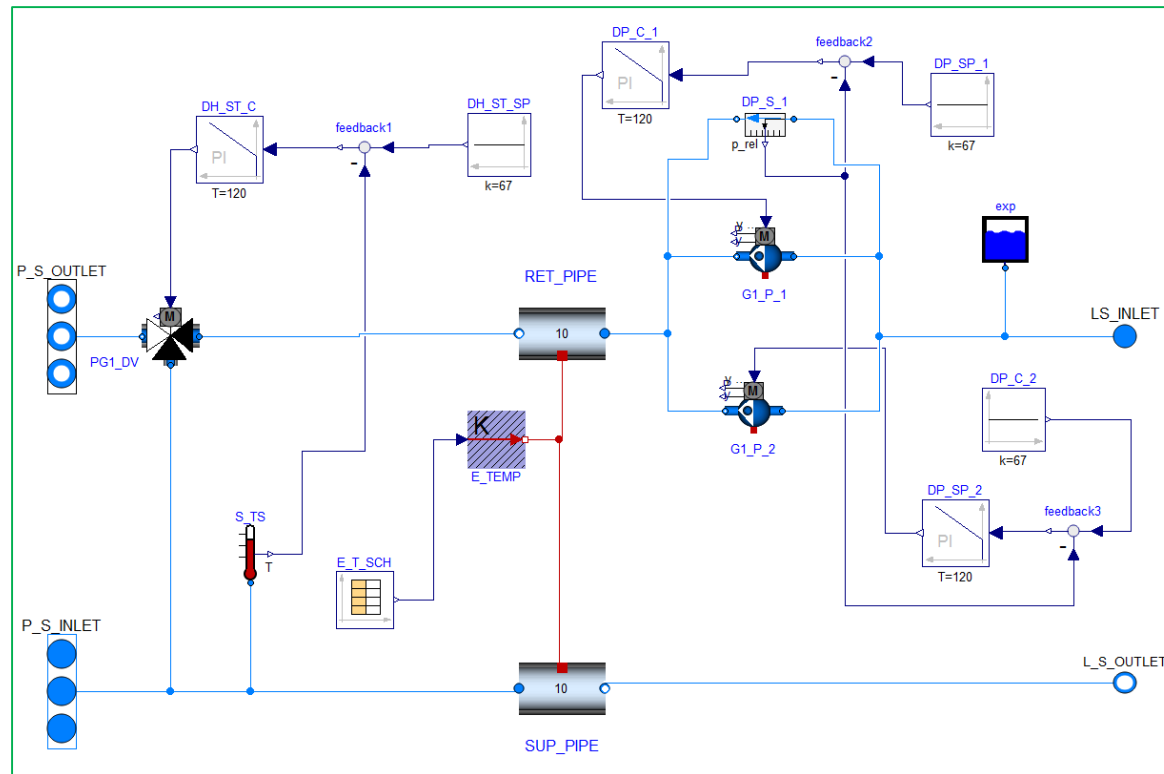 DP_C_1
feedback2
DP_SP_1
PI
T=120
k=67
DH_ST_C
feedback1
DH_ST_SP
PI
T=120
k=67
DP_S_1
p_rel
exp
P_S_OUTLET
M
PG1_DV
RET_PIPE
10
M
y
G1_P_1
LS_INLET
M
y
G1_P_2
DP_C_2
k=67
K
E_TEMP
DP_SP_2
feedback3
PI
T=120
S_TS
T
E_T_SCH
P_S_INLET
10
SUP_PIPE
L_S_OUTLET